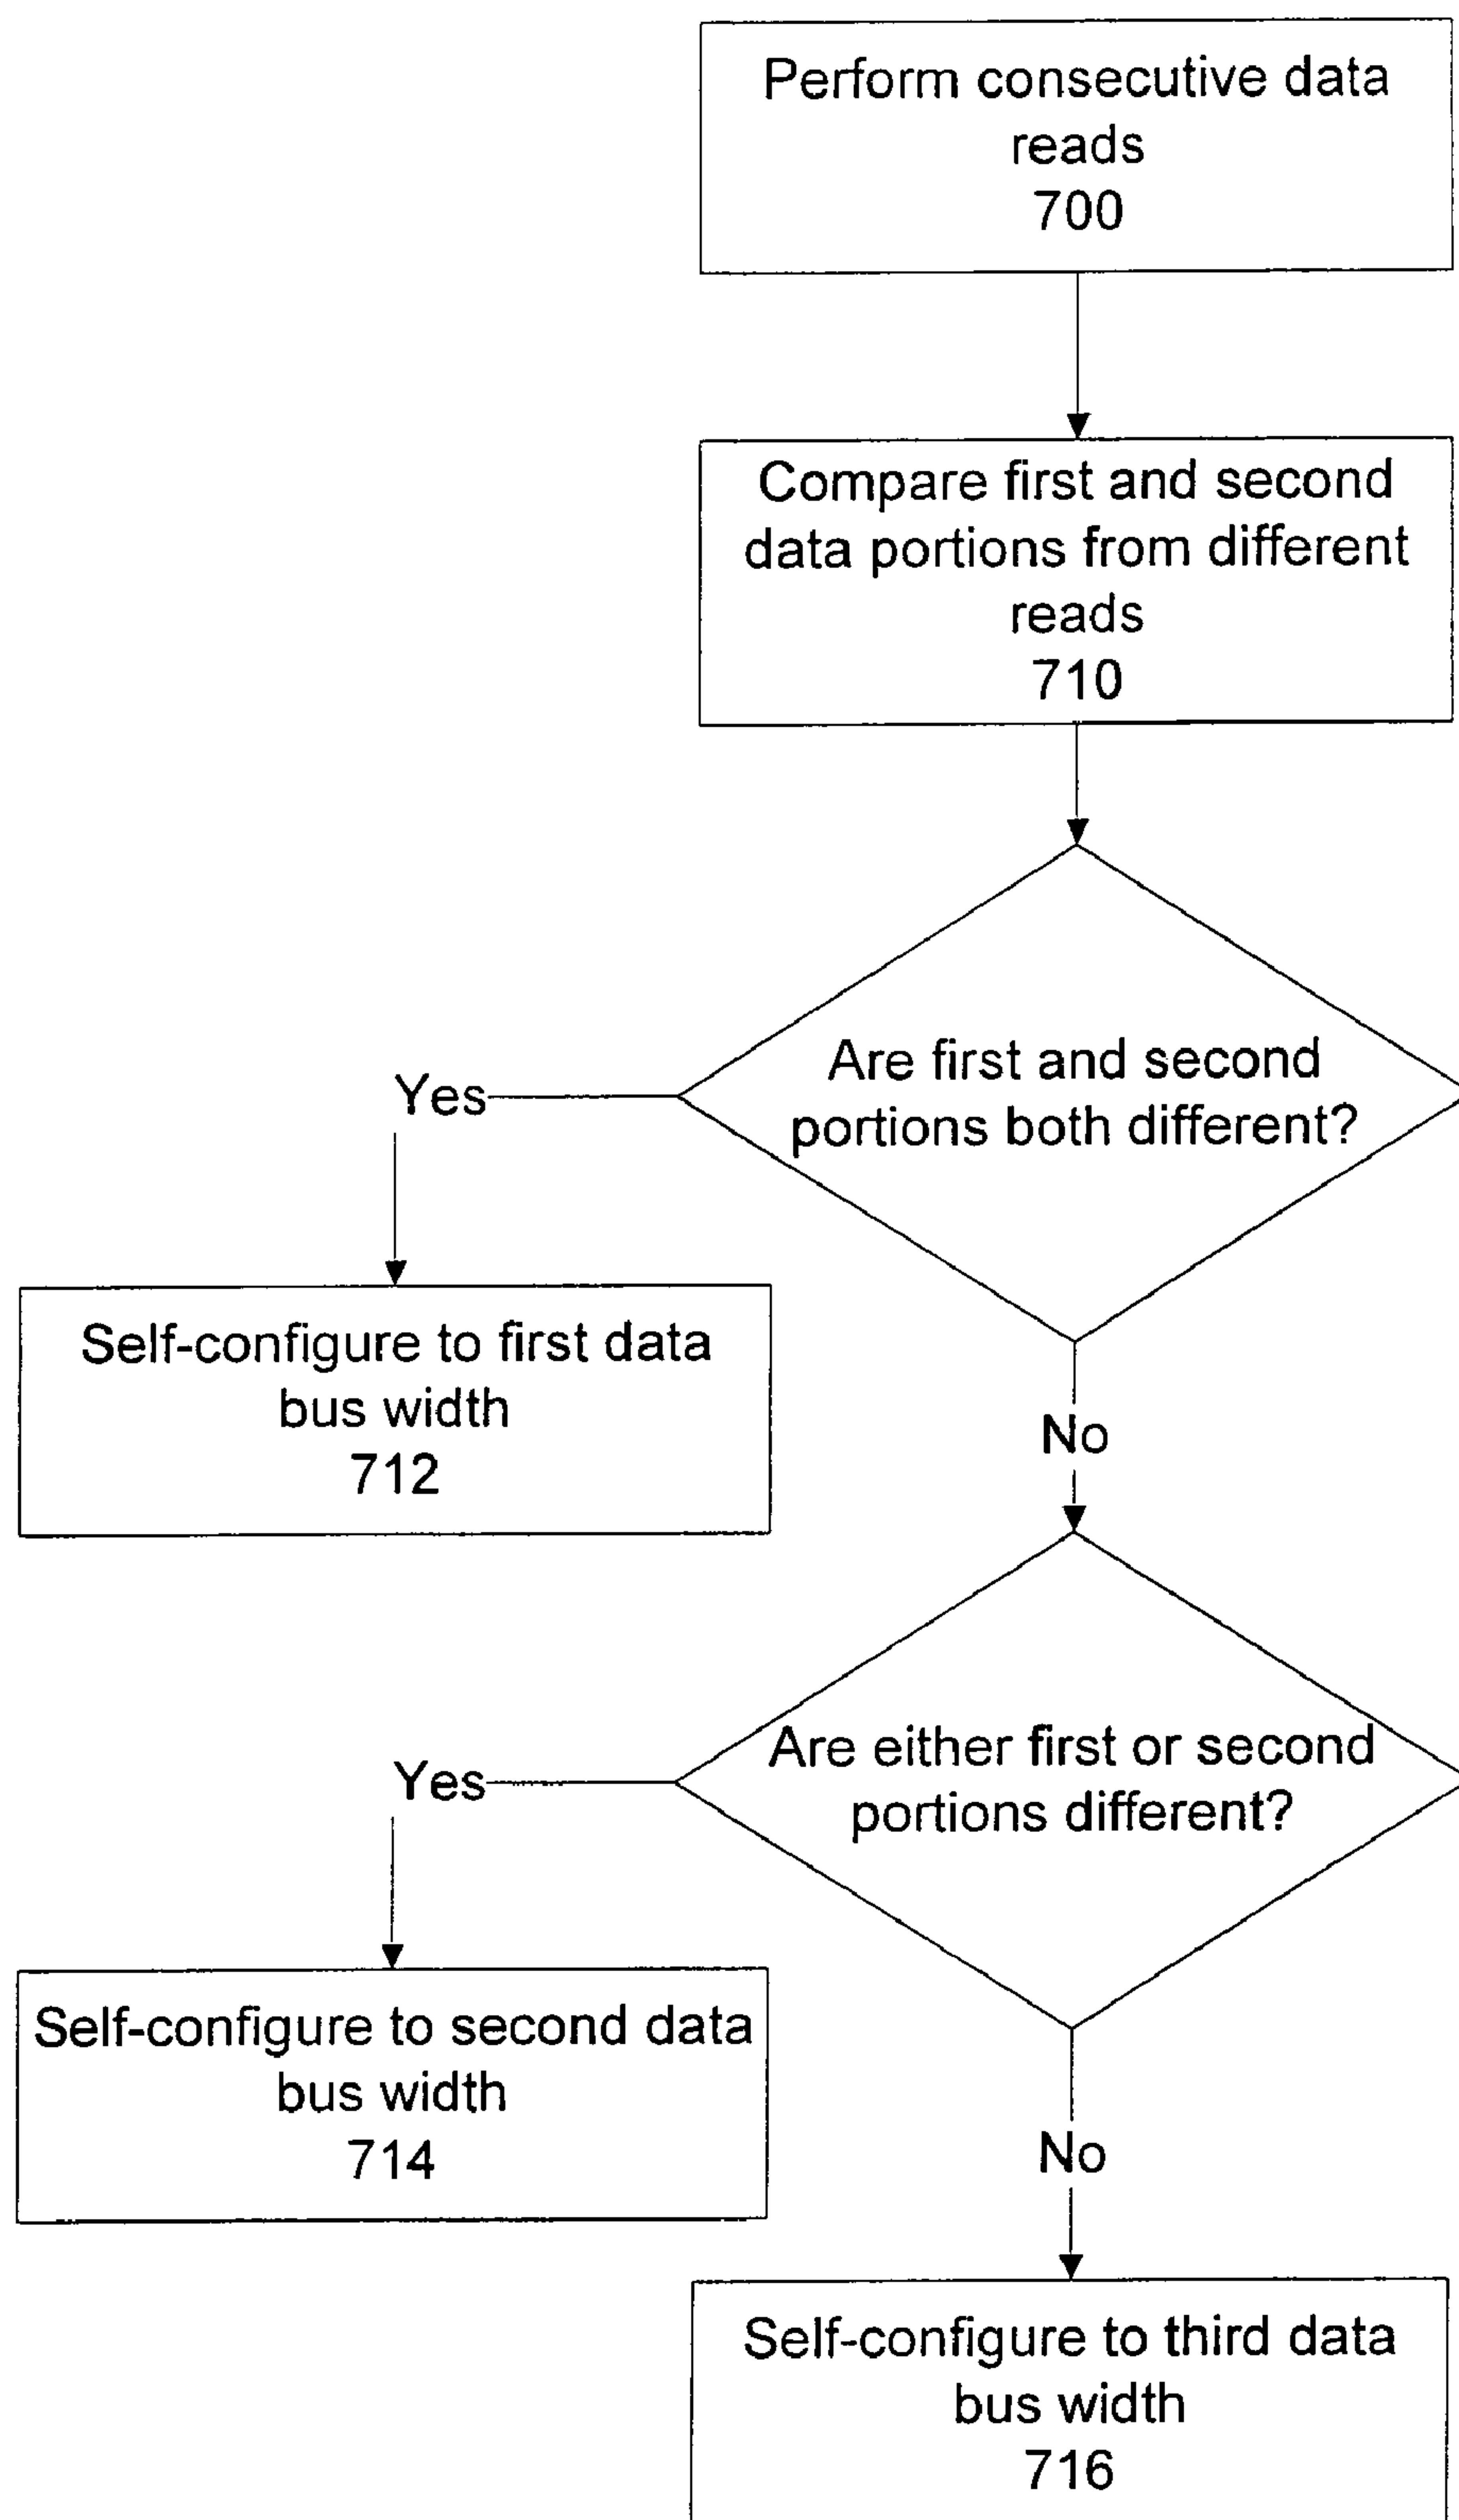 Perform consecutive data
reads
700
Compare first and second
data portions from different
reads
710
Are first and second
portions both different?
Yes
Self-configure to first data
bus width
712
No
Are either first or second
portions different?
Yes
Self-configure to second data
bus width
714
No
Self-configure to third data
bus width
716